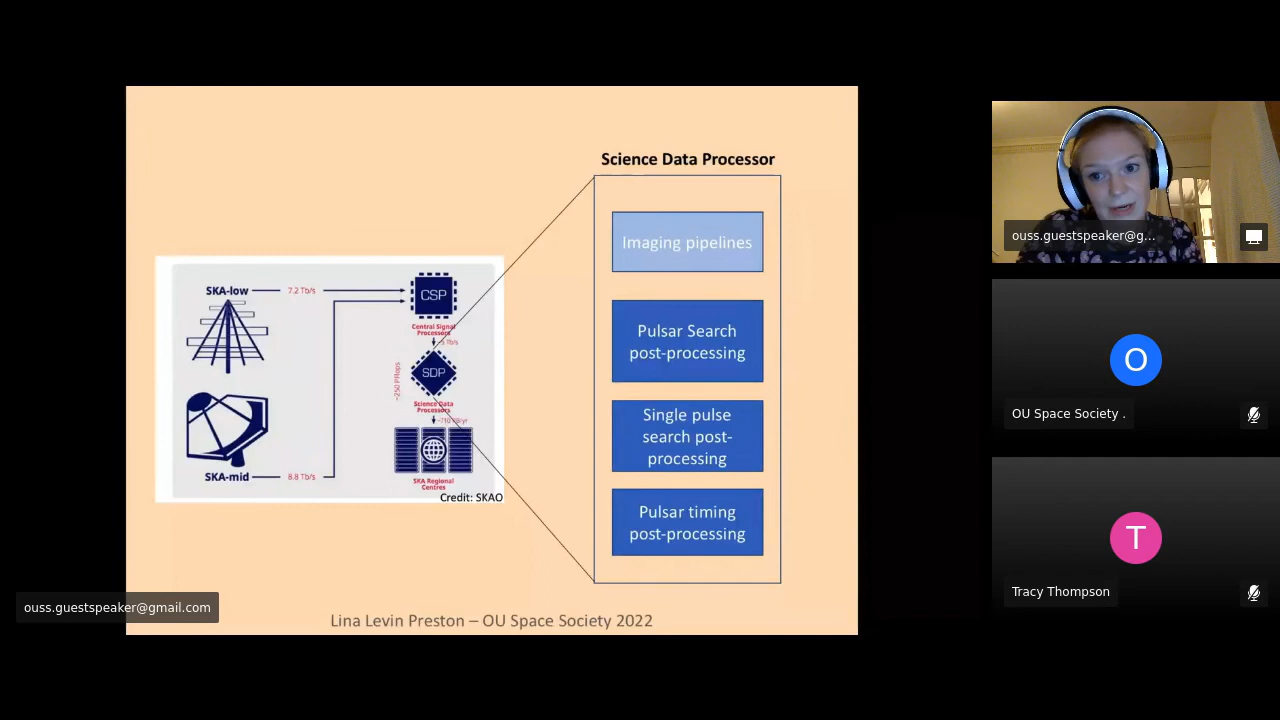 Science Data Processor
Imaging pipelines
Pulsar Search
post-processing
Single pulse
search post-
processing
Pulsar timing
post-processing
SKA-low
7.2 Tb/s
CSP
Central Signal
Processors
SDP
Science Data
Processors
SKA Regional
Centres
SKA-mid
8.8 Tb/s
Credit: SKAO
Lina Levin Preston – OU Space Society 2022
ouss.guestspeaker@gmail.com
ouss.guestspeaker@g...
O
OU Space Society .
T
Tracy Thompson